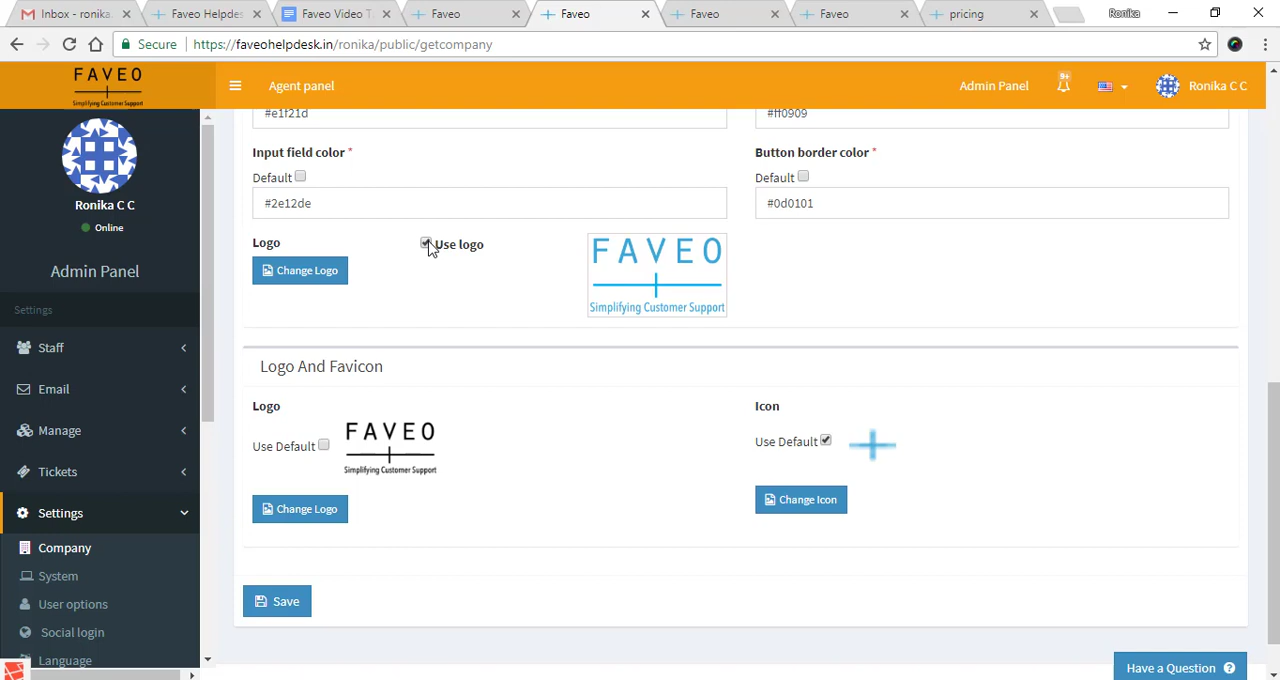 Inbox - ronika.
Faveo Helpdes
Faveo Video T
Faveo
Faveo
Faveo
Faveo
pricing
Ronika
Secure
https://faveohelpdesk.in/ronika/public/getcompany
FAVEO
Simplifying Customer Support
Agent panel
Admin Panel
9+
Ronika C C
#e1f21d
#ff0909
Ronika C C
Online
Admin Panel
Settings
Staff
Email
Manage
Tickets
Settings
Company
System
User options
Social login
Language
Input field color *
Button border color *
Default
Default
#2e12de
#0d0101
Logo
Use logo
Change Logo
FAVEO
Simplifying Customer Support
Logo And Favicon
Logo
Icon
Use Default
FAVEO
Simplifying Customer Support
Use Default
Change Logo
Change Icon
Save
Have a Question